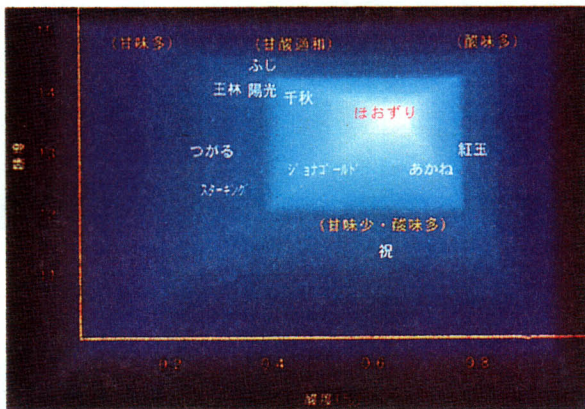 (甘味多) (甘酸適和) (酸味多)
ふじ
王林 陽光 千秋
ほおずり
つがる 紅玉
ジョナゴールド あかね
スターキング
(甘味少・酸味多)
祝
糖度
0.2 0.4 0.6 0.8